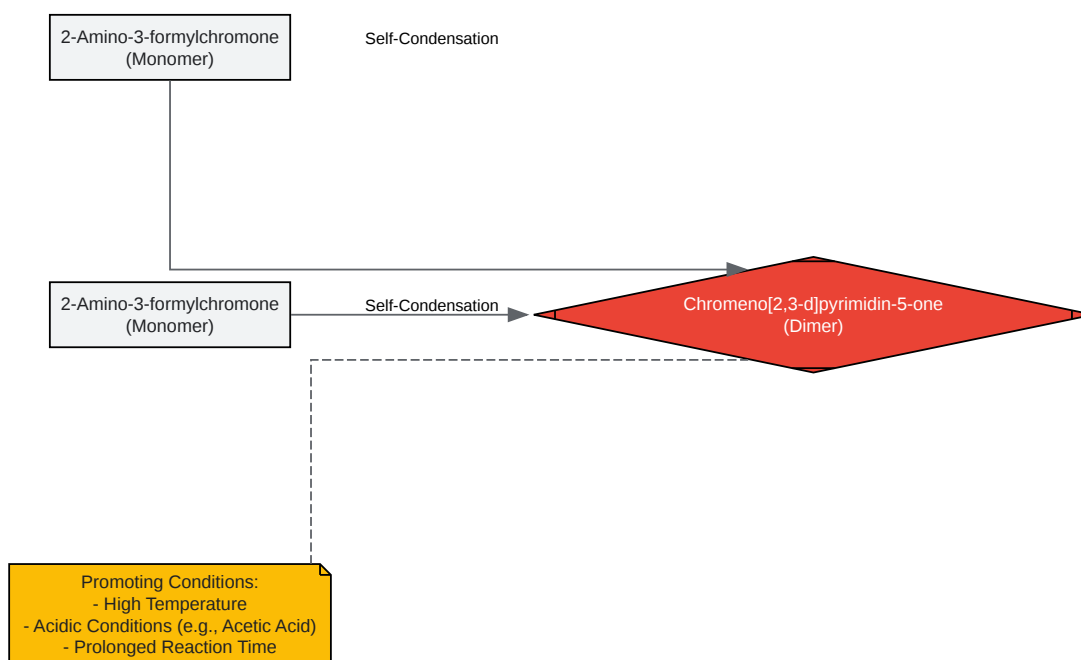 2-Amino-3-formylchromone
(Monomer)
Self-Condensation
2-Amino-3-formylchromone
(Monomer)
Self-Condensation
Chromeno[2,3-d]pyrimidin-5-one
(Dimer)
Promoting Conditions:
- High Temperature
- Acidic Conditions (e.g., Acetic Acid)
- Prolonged Reaction Time